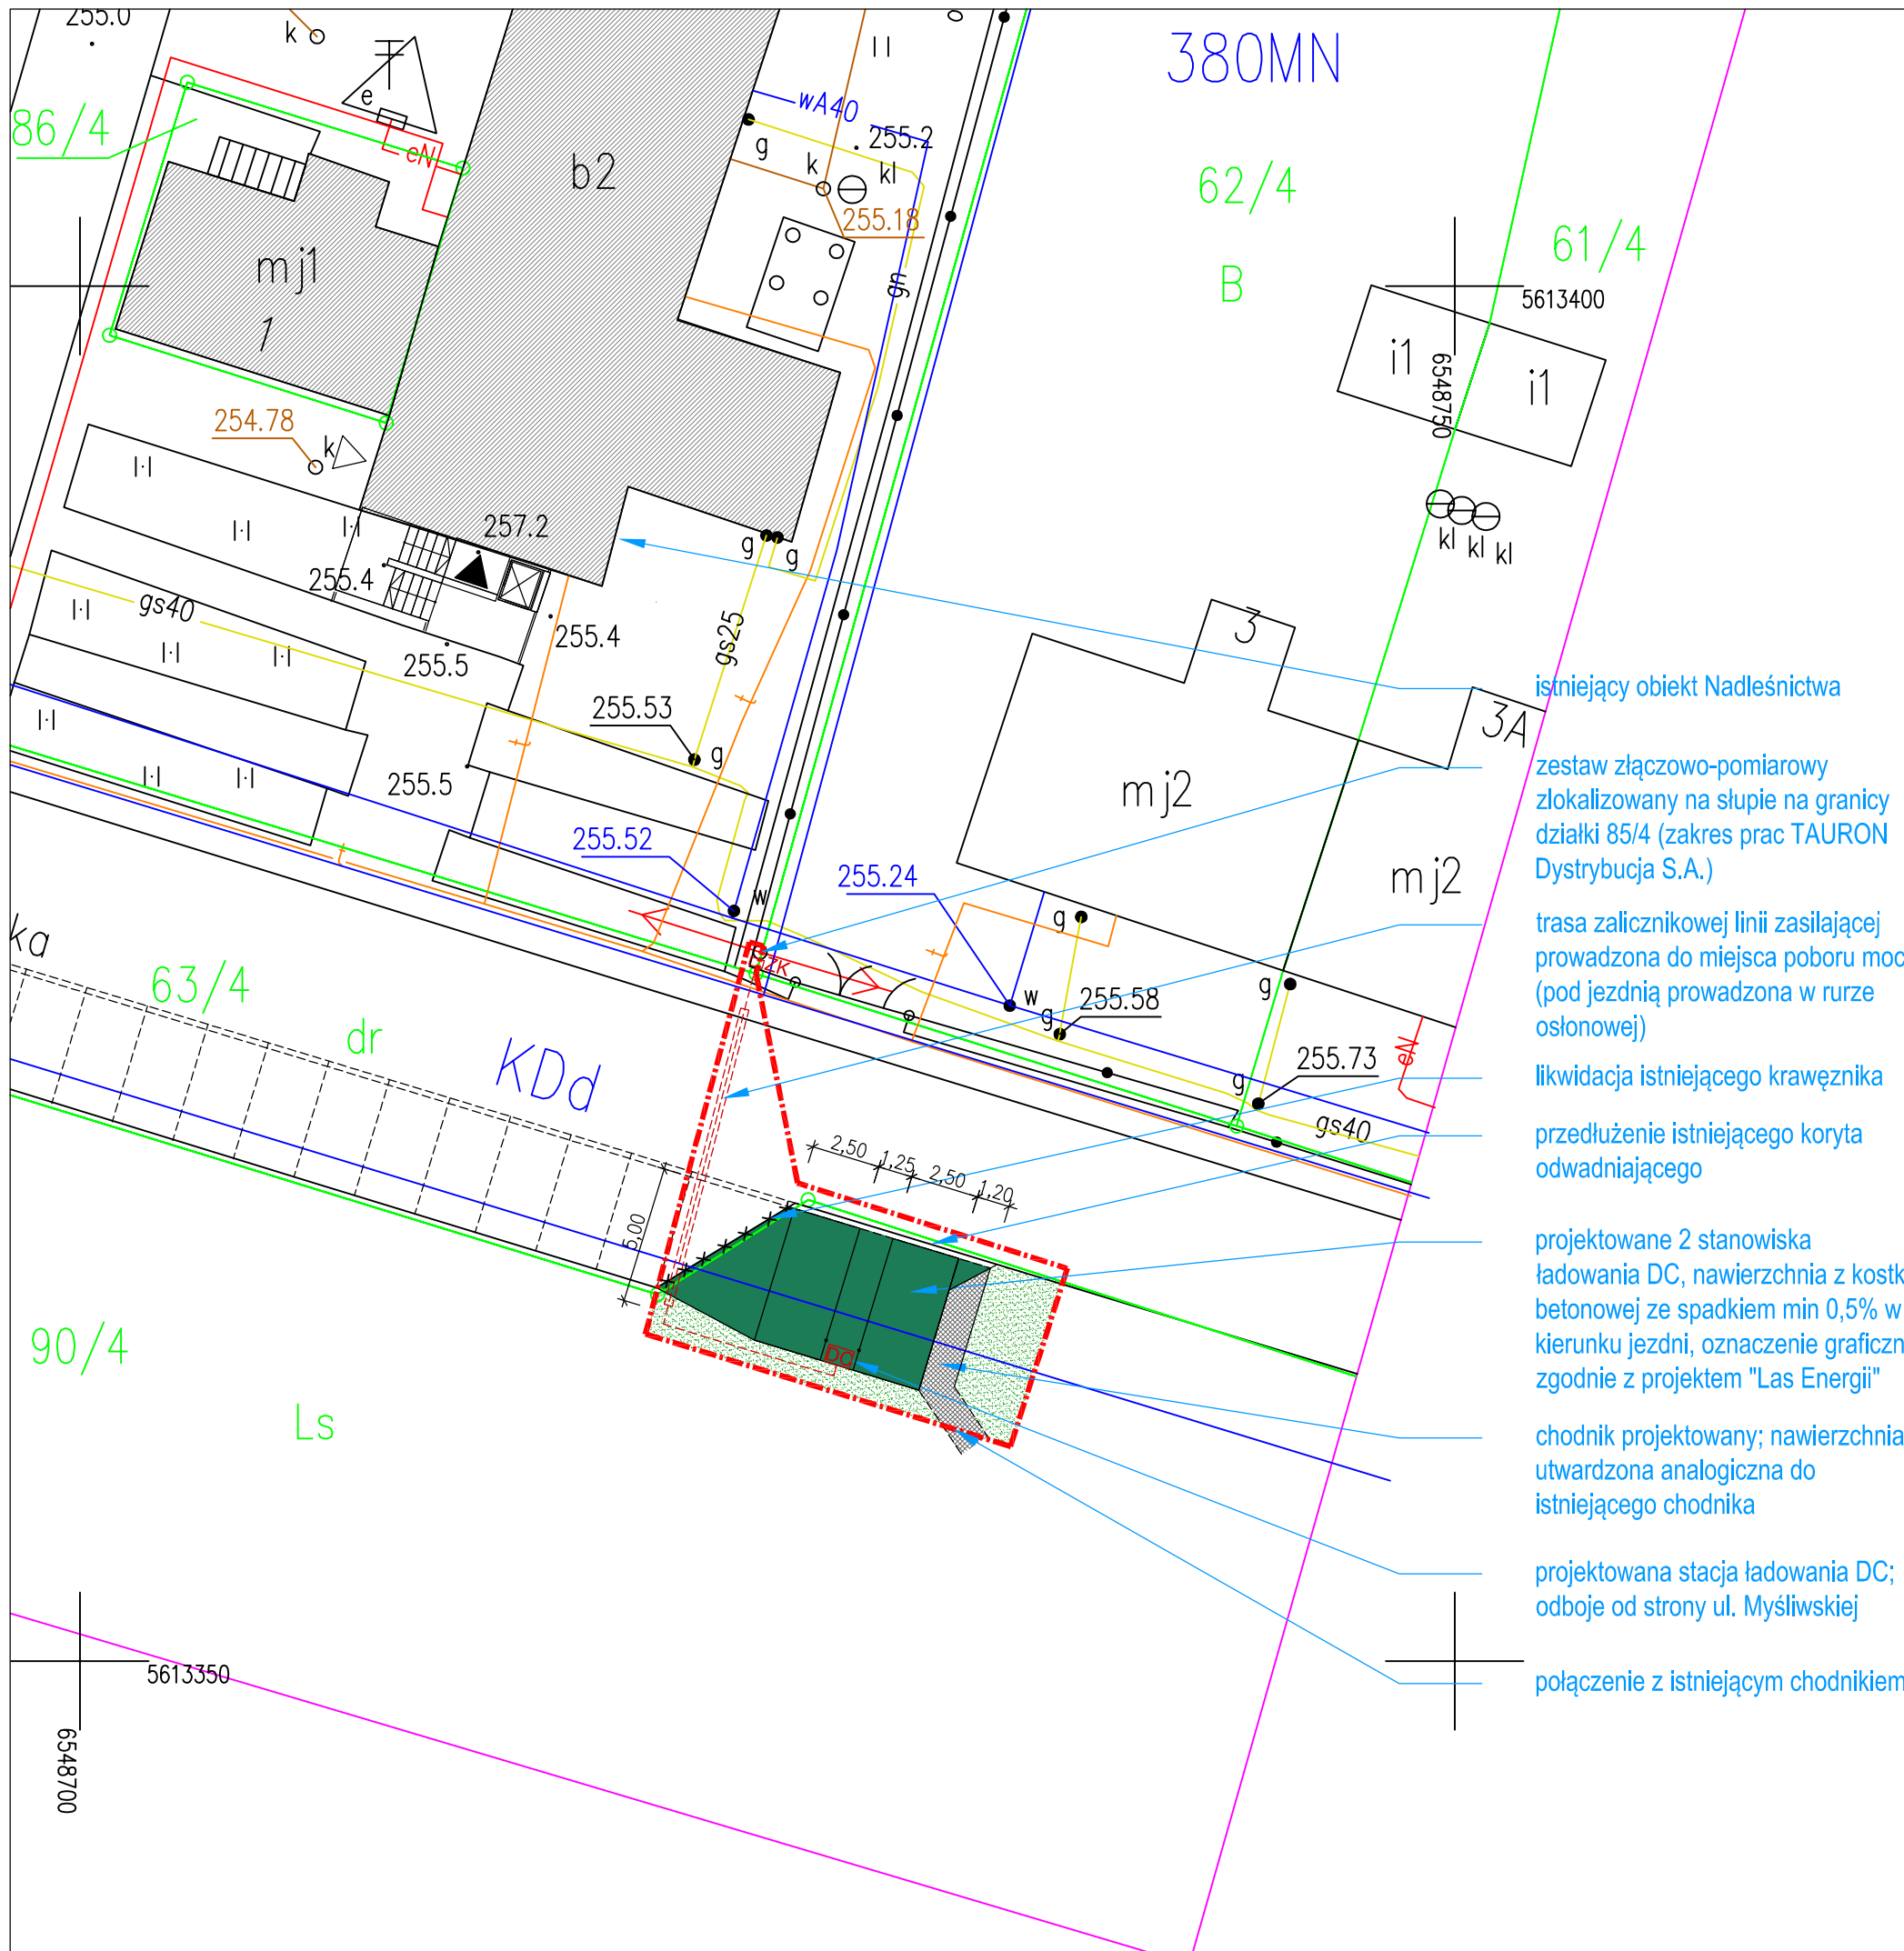 255.0
k
e
86/4
eN
b2
wA40
g
255.2
k
kl
255.18
gn
380MN
62/4
B
61/4
5613400
6548750
i1
i1
mj1
1
254.78
k
257.2
255.4
gs40
255.5
255.4
g
g
gs25
t
t
255.53
g
255.5
kl kl kl
3
3A
mj2
mj2
255.52
w
255.24
g
t
t
zk
w
g
255.58
g
255.73
g
eN
gs40
ka
63/4
dr
KDd
2,50
1,25
2,50
1,20
5,00
90/4
Ls
5613350
6548700
istniejący obiekt Nadleśnictwa
zestaw złączowo-pomiarowy
zlokalizowany na słupie na granicy
działki 85/4 (zakres prac TAURON
Dystrybucja S.A.)
trasa zalicznikowej linii zasilającej
prowadzona do miejsca poboru moc
(pod jezdnią prowadzona w rurze
osłonowej)
likwidacja istniejącego krawęznika
przedłużenie istniejącego koryta
odwadniającego
projektowane 2 stanowiska
ładowania DC, nawierzchnia z kostk
betonowej ze spadkiem min 0,5% w
kierunku jezdni, oznaczenie graficzn
zgodnie z projektem "Las Energii"
chodnik projektowany; nawierzchnia
utwardzona analogiczna do
istniejącego chodnika
projektowana stacja ładowania DC;
odboje od strony ul. Myśliwskiej
połączenie z istniejącym chodnikiem